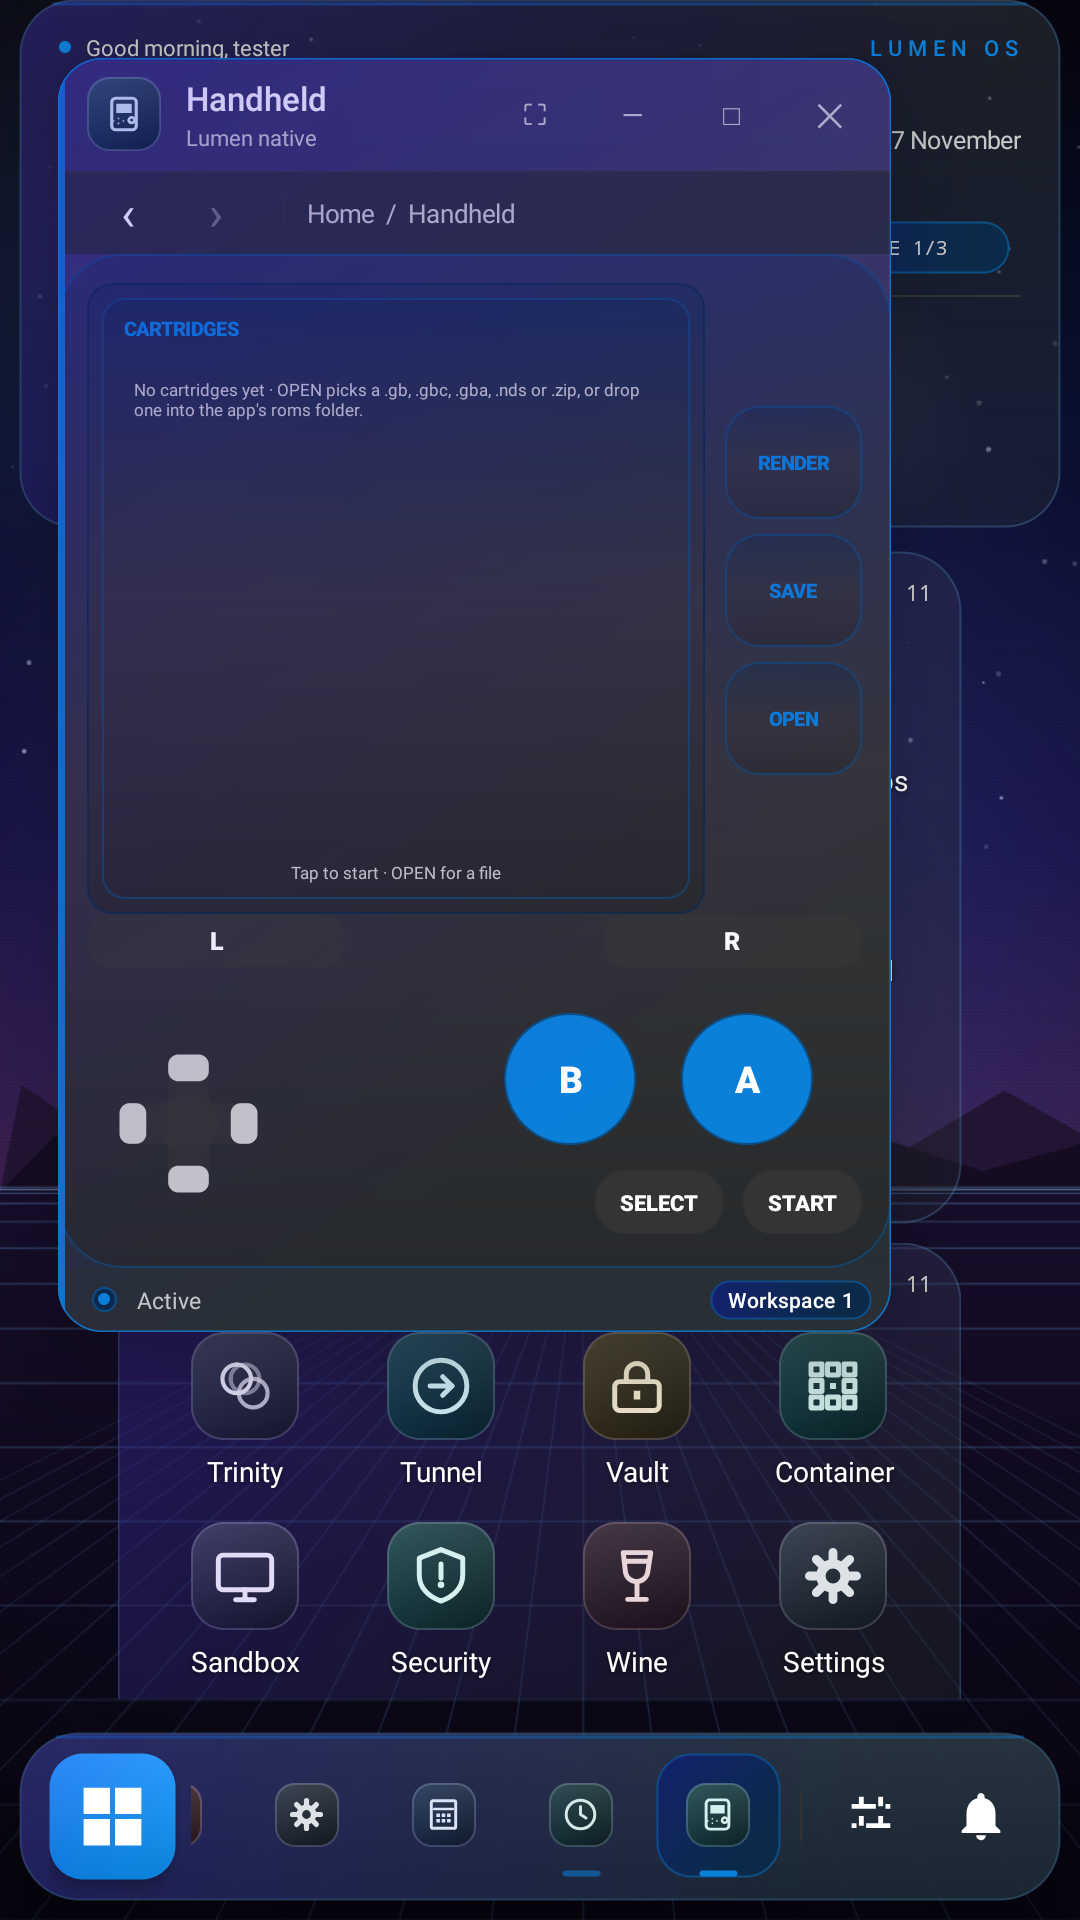 Good morning, tester
LUMEN OS
Handheld
Lumen native
7 November
Home / Handheld
E 1/3
CARTRIDGES
No cartridges yet · OPEN picks a .gb, .gbc, .gba, .nds or .zip, or drop
one into the app's roms folder.
RENDER
SAVE
11
OPEN
Tap to start · OPEN for a file
L
R
B
A
SELECT
START
11
Active
Workspace 1
Trinity
Tunnel
Vault
Container
Sandbox
Security
Wine
Settings